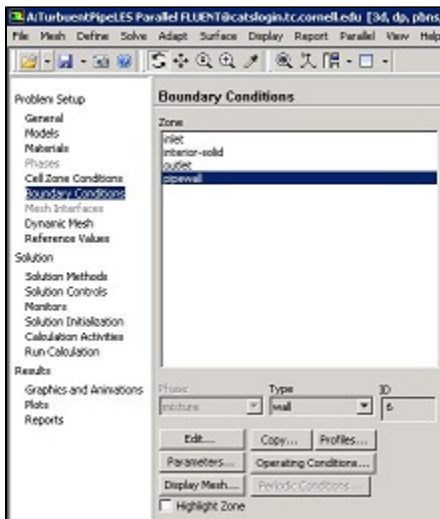 A:TurbuentPipeLES Parallel FLUENT@catslogin.tc.cornell.edu [3d, dp, pbns,
File Mesh Define Solve Adapt Surface Display Report Parallel View Help
Problem Setup
General
Models
Materials
Phases
Cell Zone Conditions
Boundary Conditions
Mesh Interfaces
Dynamic Mesh
Reference Values
Solution
Solution Methods
Solution Controls
Monitors
Solution Initialization
Calculation Activities
Run Calculation
Results
Graphics and Animations
Plots
Reports
Boundary Conditions
Zone
inlet
interior-solid
outlet
pipewall
Phase Type ID
mixture wall 6
Edit... Copy... Profiles...
Parameters... Operating Conditions...
Display Mesh... Periodic Conditions...
Highlight Zone